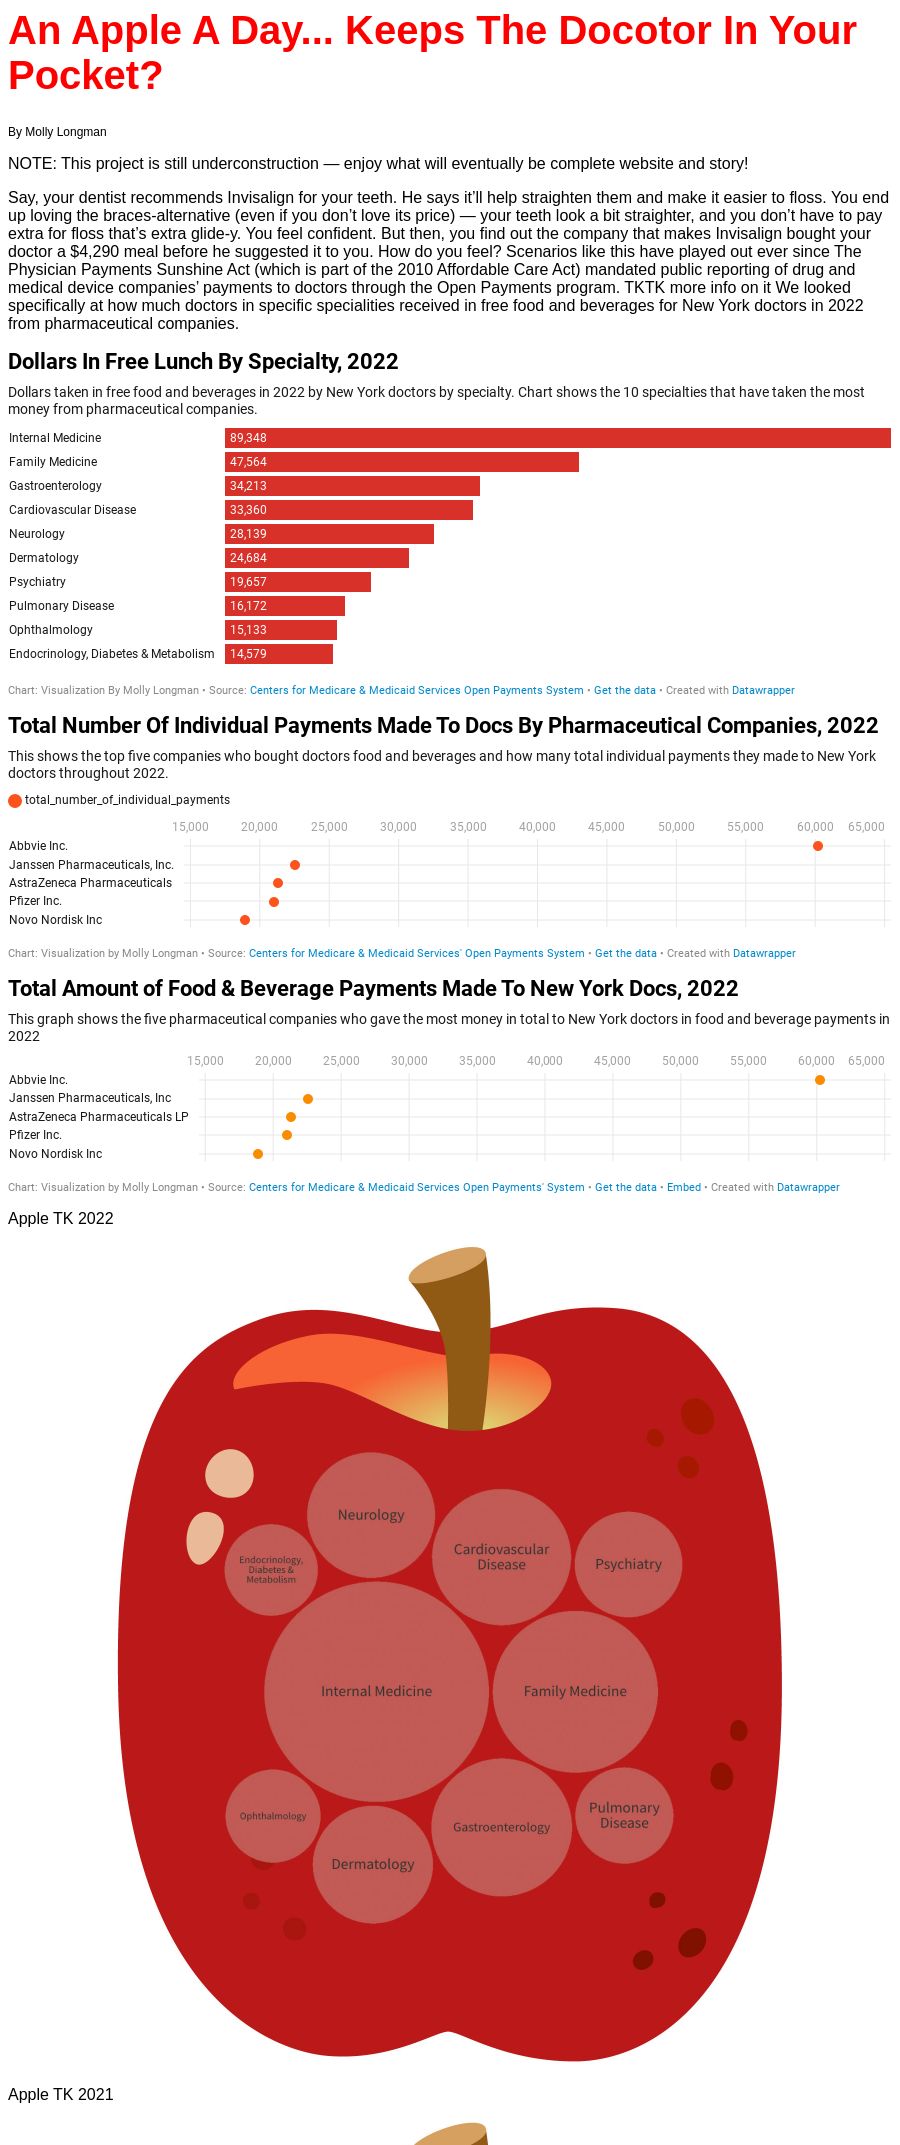 An Apple A Day... Keeps The Docotor In Your
Pocket?
By Molly Longman
NOTE: This project is still underconstruction — enjoy what will eventually be complete website and story!
Say, your dentist recommends Invisalign for your teeth. He says it’ll help straighten them and make it easier to floss. You end
up loving the braces-alternative (even if you don’t love its price) — your teeth look a bit straighter, and you don’t have to pay
extra for floss that’s extra glide-y. You feel confident. But then, you find out the company that makes Invisalign bought your
doctor a $4,290 meal before he suggested it to you. How do you feel? Scenarios like this have played out ever since The
Physician Payments Sunshine Act (which is part of the 2010 Affordable Care Act) mandated public reporting of drug and
medical device companies’ payments to doctors through the Open Payments program. TKTK more info on it We looked
specifically at how much doctors in specific specialities received in free food and beverages for New York doctors in 2022
from pharmaceutical companies.
Dollars In Free Lunch By Specialty, 2022
Dollars taken in free food and beverages in 2022 by New York doctors by specialty. Chart shows the 10 specialties that have taken the most
money from pharmaceutical companies.
Internal Medicine 89,348
Family Medicine 47,564
Gastroenterology 34,213
Cardiovascular Disease 33,360
Neurology 28,139
Dermatology 24,684
Psychiatry 19,657
Pulmonary Disease 16,172
Ophthalmology 15,133
Endocrinology, Diabetes & Metabolism 14,579
Chart: Visualization By Molly Longman • Source: Centers for Medicare & Medicaid Services Open Payments System • Get the data • Created with Datawrapper
Total Number Of Individual Payments Made To Docs By Pharmaceutical Companies, 2022
This shows the top five companies who bought doctors food and beverages and how many total individual payments they made to New York
doctors throughout 2022.
total_number_of_individual_payments
15,000 20,000 25,000 30,000 35,000 40,000 45,000 50,000 55,000 60,000 65,000
Abbvie Inc.
Janssen Pharmaceuticals, Inc.
AstraZeneca Pharmaceuticals
Pfizer Inc.
Novo Nordisk Inc
Chart: Visualization by Molly Longman • Source: Centers for Medicare & Medicaid Services' Open Payments System • Get the data • Created with Datawrapper
Total Amount of Food & Beverage Payments Made To New York Docs, 2022
This graph shows the five pharmaceutical companies who gave the most money in total to New York doctors in food and beverage payments in
2022
15,000 20,000 25,000 30,000 35,000 40,000 45,000 50,000 55,000 60,000 65,000
Abbvie Inc.
Janssen Pharmaceuticals, Inc
AstraZeneca Pharmaceuticals LP
Pfizer Inc.
Novo Nordisk Inc
Chart: Visualization by Molly Longman • Source: Centers for Medicare & Medicaid Services Open Payments' System • Get the data • Embed • Created with Datawrapper
Apple TK 2022
Neurology
Cardiovascular
Disease
Psychiatry
Endocrinology,
Diabetes &
Metabolism
Internal Medicine
Family Medicine
Ophthalmology
Dermatology
Gastroenterology
Pulmonary
Disease
Apple TK 2021